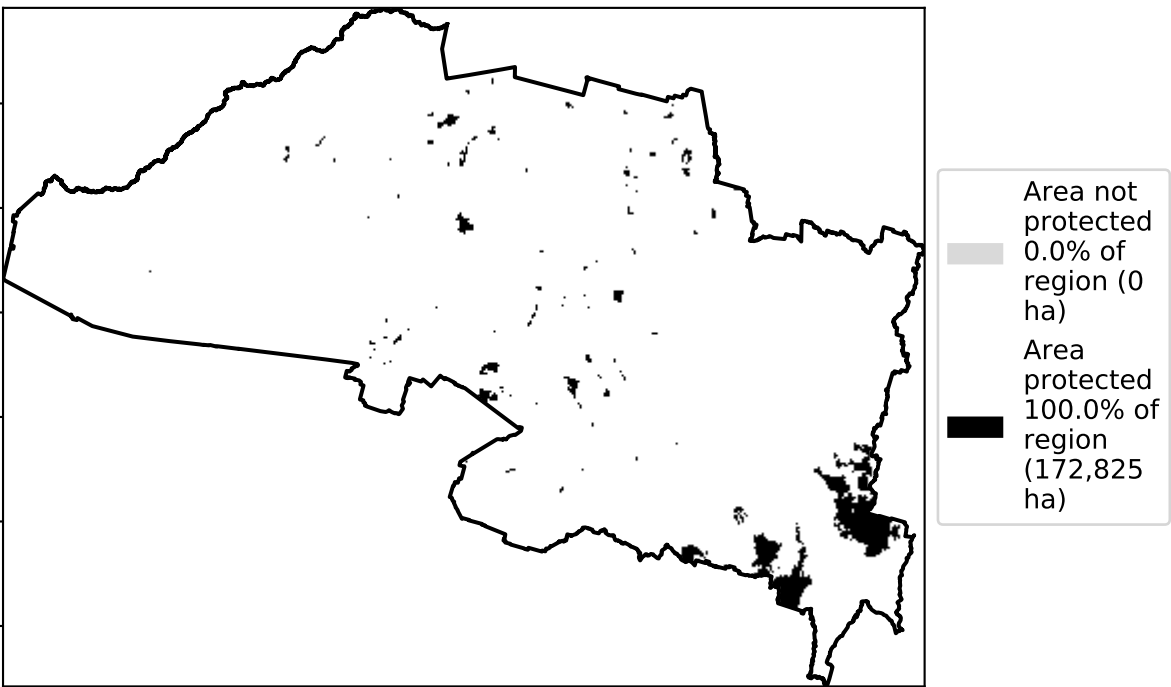 Area not
protected
0.0% of
region (0
ha)
Area
protected
100.0% of
region
(172,825
ha)